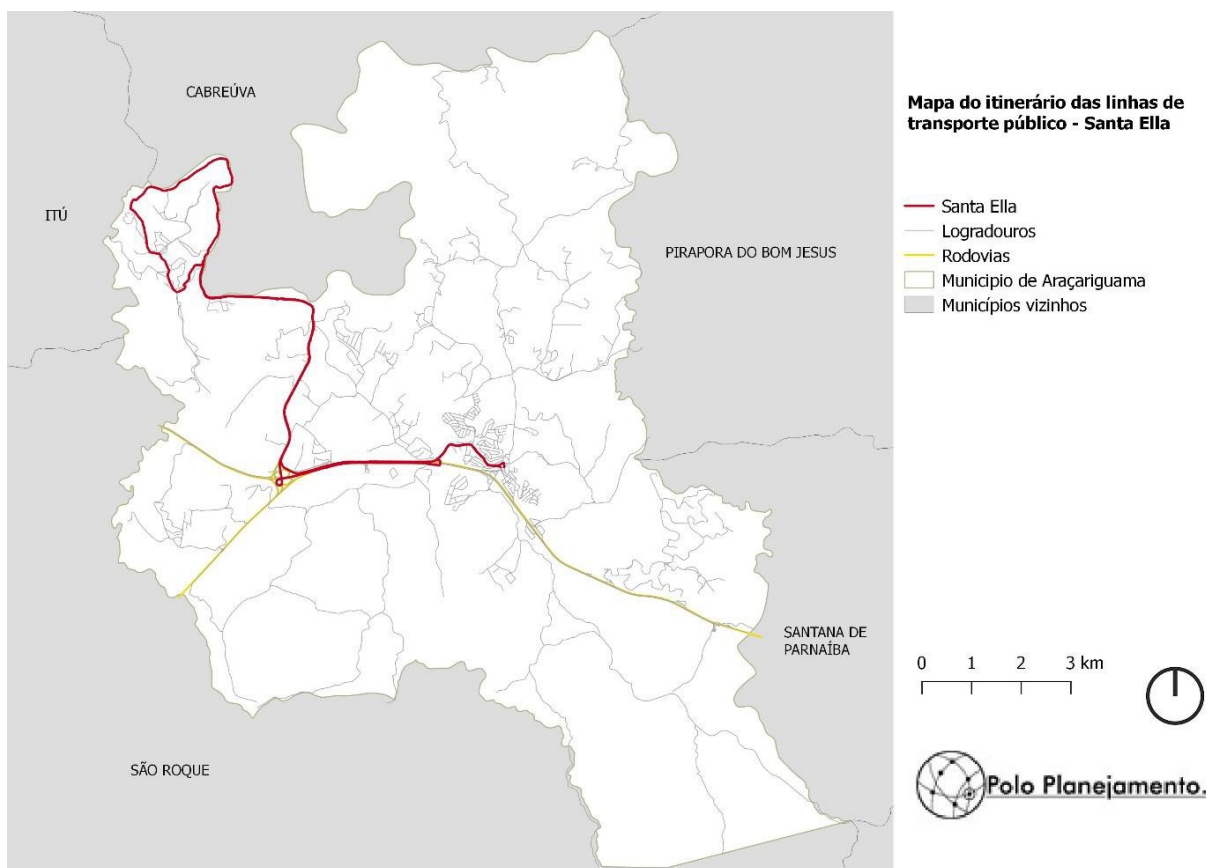 CABREÚVA
ITÚ
PIRAPORA DO BOM JESUS
SANTANA DE
PARNAÍBA
SÃO ROQUE
Mapa do itinerário das linhas de
transporte público - Santa Ella
Santa Ella
Logradouros
Rodovias
Municipio de Araçariguama
Municípios vizinhos
0 1 2 3 km
Polo Planejamento.